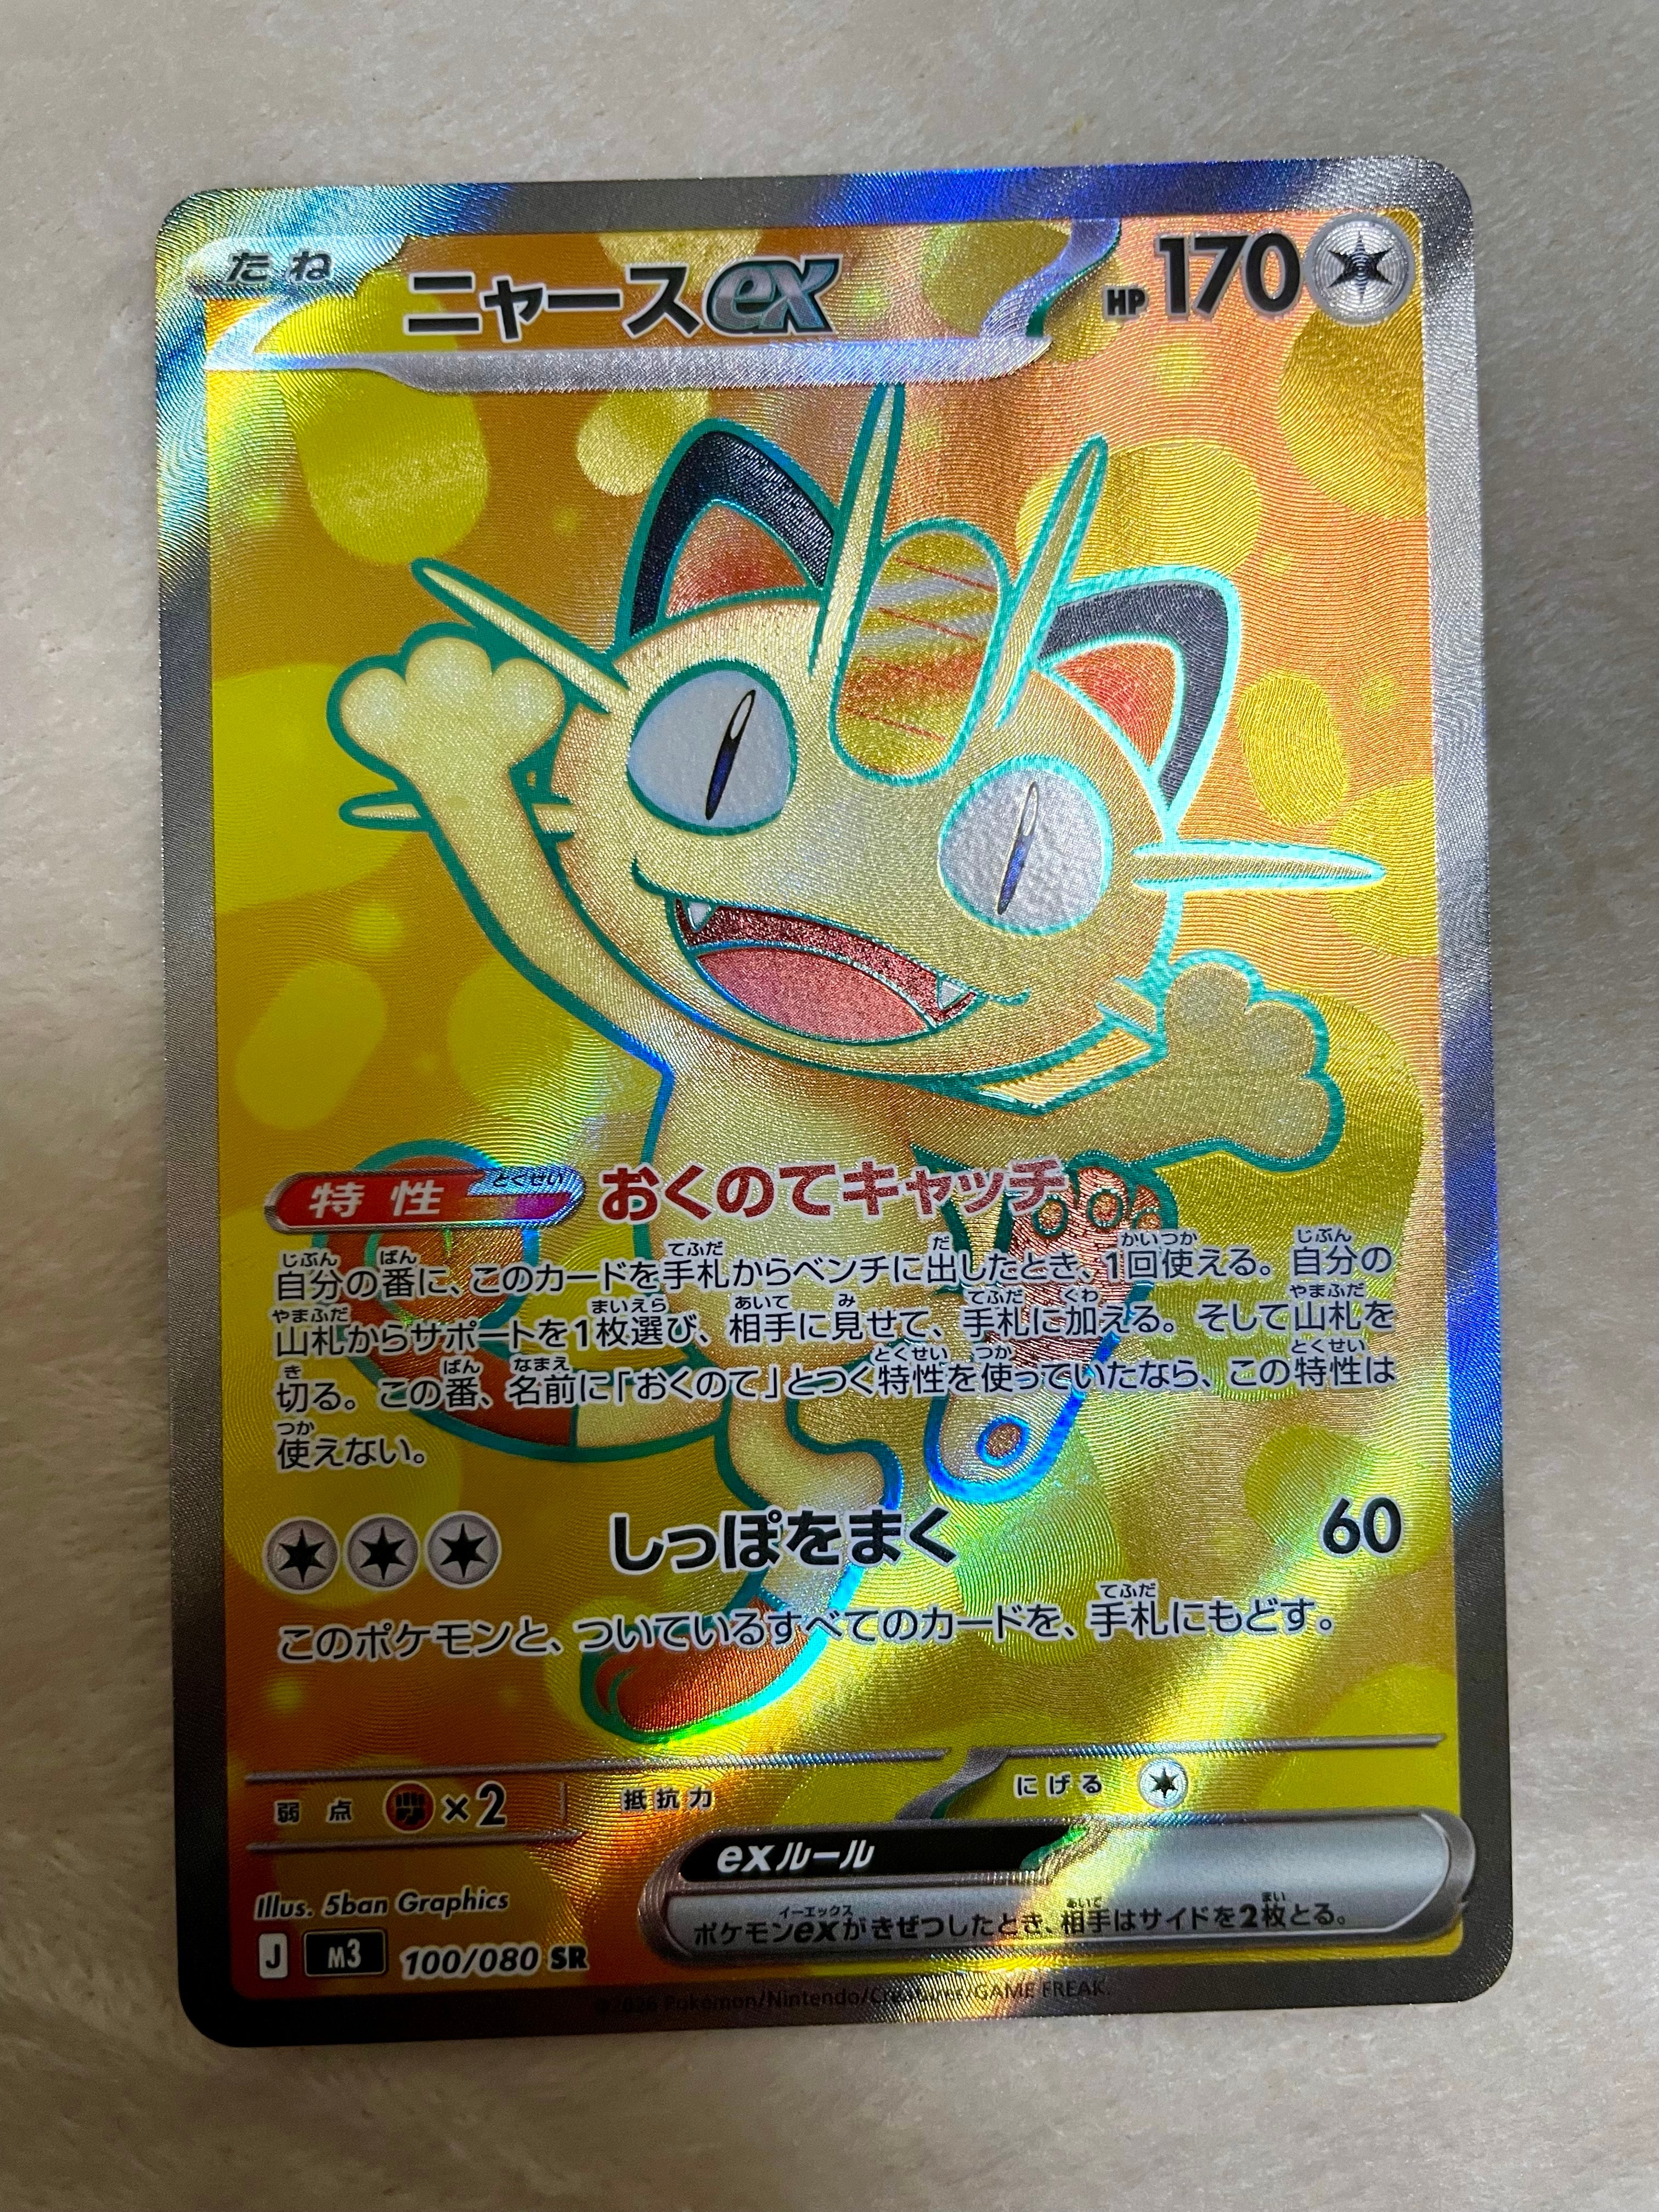 たね ニャースex HP170
特性 とくせい おくのてキャッチ
自分の番に、このカードを手札からベンチに出したとき、1回使える。自分の
山札からサポートを1枚選び、相手に見せて、手札に加える。そして山札を
切る。この番、名前に「おくのて」とつく特性を使っていたなら、この特性は
使えない。
しっぽをまく 60
このポケモンと、ついているすべてのカードを、手札にもどす。
弱点 ×2 抵抗力 にげる
exルール
ポケモンexがきぜつしたとき、相手はサイドを2枚とる。
Illus. 5ban Graphics
J M3 100/080 SR
©2026 Pokémon/Nintendo/Creatures/GAME FREAK.